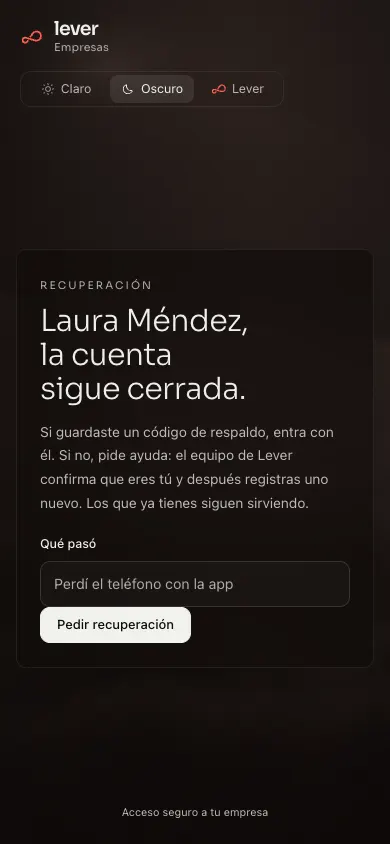 lever
Empresas
Claro
Oscuro
Lever
RECUPERACIÓN
Laura Méndez,
la cuenta
sigue cerrada.
Si guardaste un código de respaldo, entra con
él. Si no, pide ayuda: el equipo de Lever
confirma que eres tú y después registras uno
nuevo. Los que ya tienes siguen sirviendo.
Qué pasó
Perdí el teléfono con la app
Pedir recuperación
Acceso seguro a tu empresa